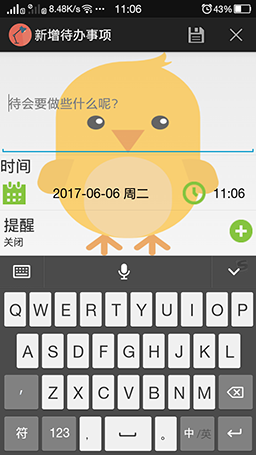 8.48K/s 11:06 43%
新增待办事项
待会要做些什么呢?
时间
2017-06-06 周二 11:06
提醒
关闭
Q W E R T Y U I O P
A S D F G H J K L
， Z X C V B N M
符 123 ， 。 中/英